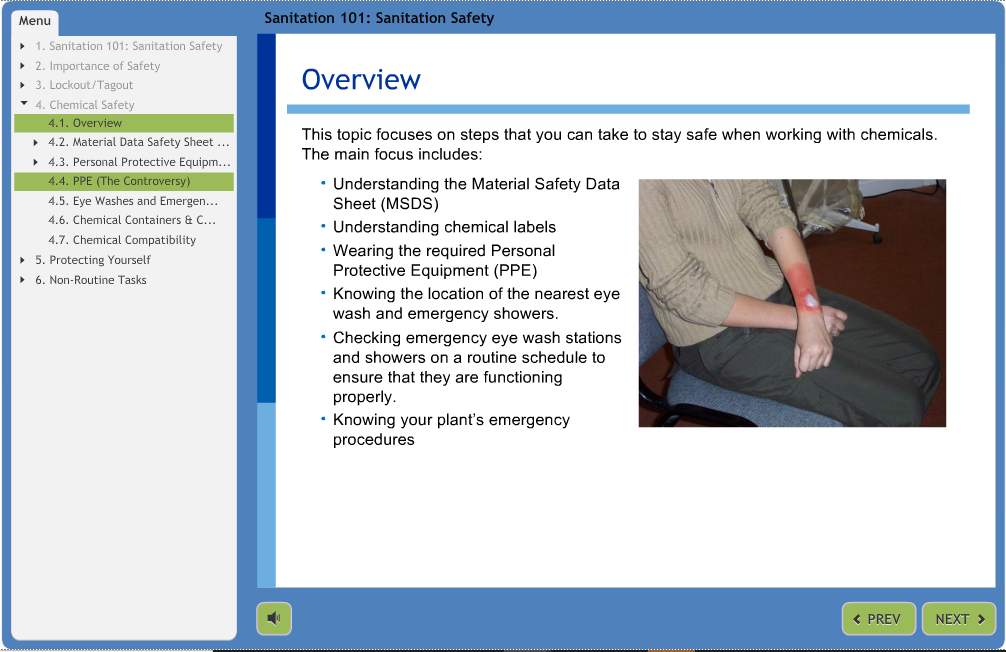 Menu
1. Sanitation 101: Sanitation Safety
2. Importance of Safety
3. Lockout/Tagout
4. Chemical Safety
4.1. Overview
4.2. Material Data Safety Sheet ...
4.3. Personal Protective Equipm...
4.4. PPE (The Controversy)
4.5. Eye Washes and Emergen...
4.6. Chemical Containers & C...
4.7. Chemical Compatibility
5. Protecting Yourself
6. Non-Routine Tasks
Sanitation 101: Sanitation Safety
Overview
This topic focuses on steps that you can take to stay safe when working with chemicals.
The main focus includes:
• Understanding the Material Safety Data
Sheet (MSDS)
• Understanding chemical labels
• Wearing the required Personal
Protective Equipment (PPE)
• Knowing the location of the nearest eye
wash and emergency showers.
• Checking emergency eye wash stations
and showers on a routine schedule to
ensure that they are functioning
properly.
• Knowing your plant’s emergency
procedures
PREV
NEXT